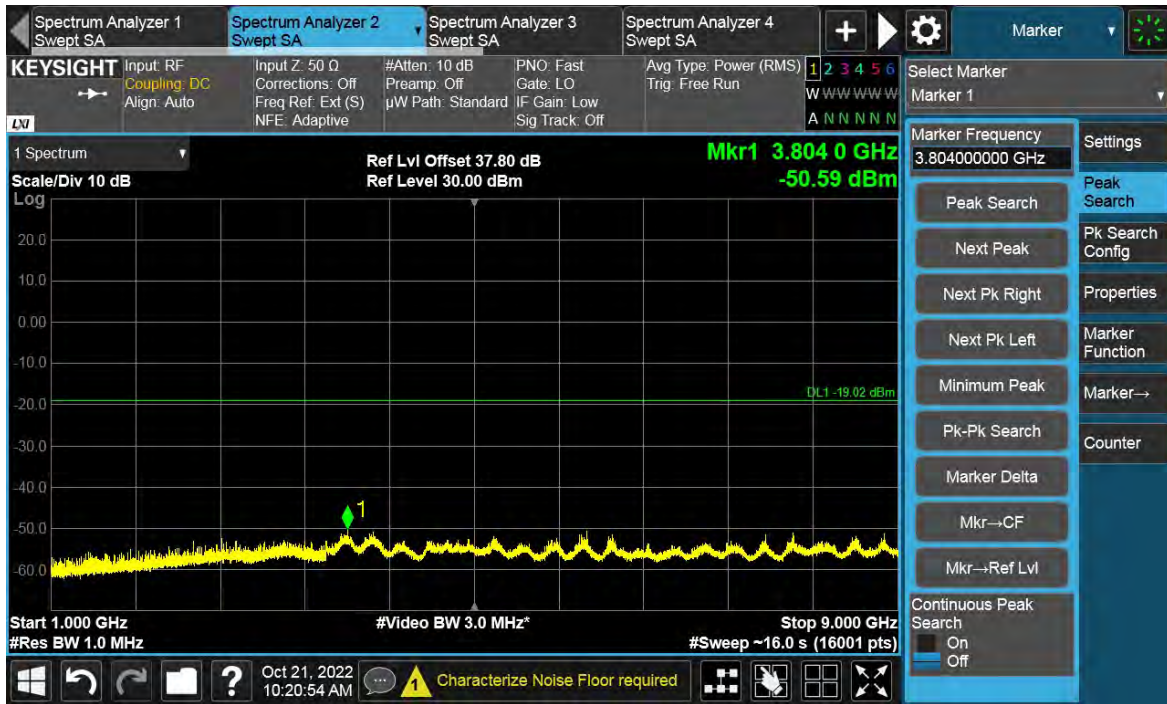 Spectrum Analyzer 1
Swept SA
Spectrum Analyzer 2
Swept SA
Spectrum Analyzer 3
Swept SA
Spectrum Analyzer 4
Swept SA
+
Marker
KEYSIGHT
LXI
Input: RF
Coupling: DC
Align: Auto
Input Z: 50 Ω
Corrections: Off
Freq Ref: Ext (S)
NFE: Adaptive
#Atten: 10 dB
Preamp: Off
µW Path: Standard
PNO: Fast
Gate: LO
IF Gain: Low
Sig Track: Off
Avg Type: Power (RMS)
Trig: Free Run
1 2 3 4 5 6
W W W W W W
A N N N N N
Select Marker
Marker 1
1 Spectrum
Scale/Div 10 dB
Ref Lvl Offset 37.80 dB
Ref Level 30.00 dBm
Mkr1 3.804 0 GHz
-50.59 dBm
Log
20.0
10.0
0.00
-10.0
-20.0
-30.0
-40.0
-50.0
-60.0
DL1 -19.02 dBm
1
Start 1.000 GHz
#Res BW 1.0 MHz
#Video BW 3.0 MHz*
Stop 9.000 GHz
#Sweep ~16.0 s (16001 pts)
Marker Frequency
3.804000000 GHz
Peak Search
Next Peak
Next Pk Right
Next Pk Left
Minimum Peak
Pk-Pk Search
Marker Delta
Mkr→CF
Mkr→Ref Lvl
Continuous Peak
Search
On
Off
Settings
Peak
Search
Pk Search
Config
Properties
Marker
Function
Marker→
Counter
?
Oct 21, 2022
10:20:54 AM
1
Characterize Noise Floor required